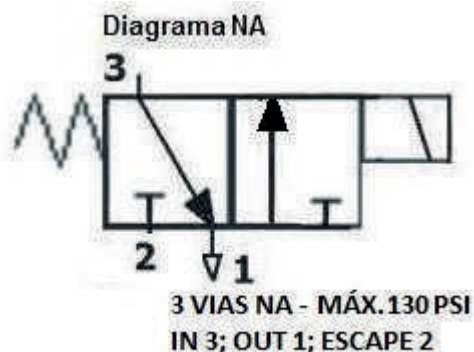 Diagrama NA
3
2
1
3 VIAS NA - MÁX.130 PSI
IN 3; OUT 1; ESCAPE 2